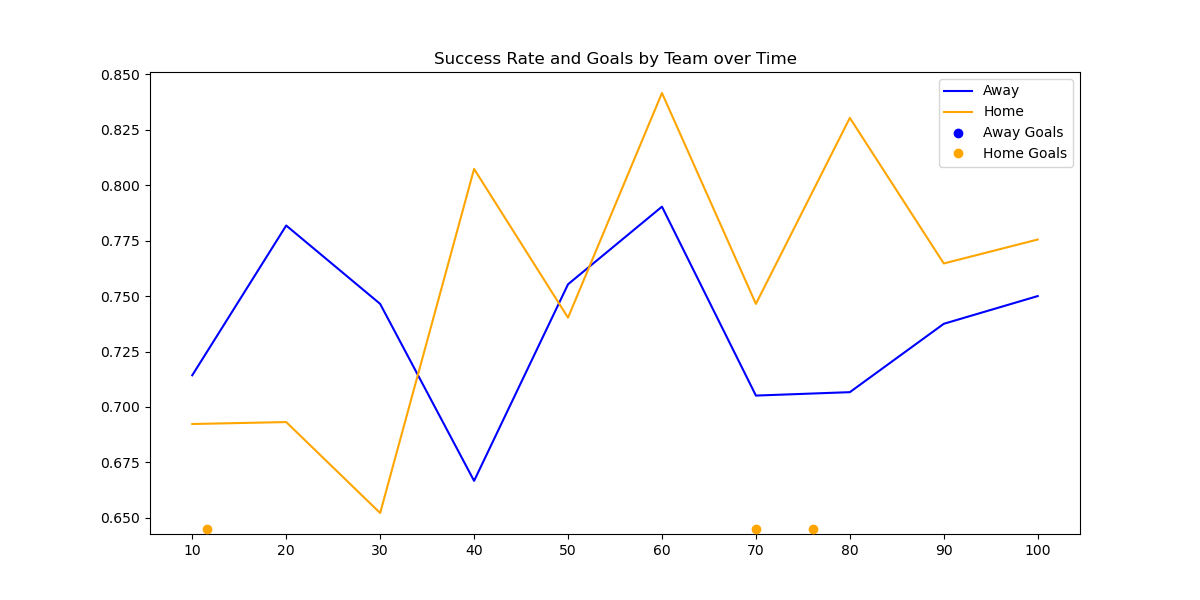 Success Rate and Goals by Team over Time
0.850
0.825
0.800
0.775
0.750
0.725
0.700
0.675
0.650
Away
Home
Away Goals
Home Goals
10 20 30 40 50 60 70 80 90 100